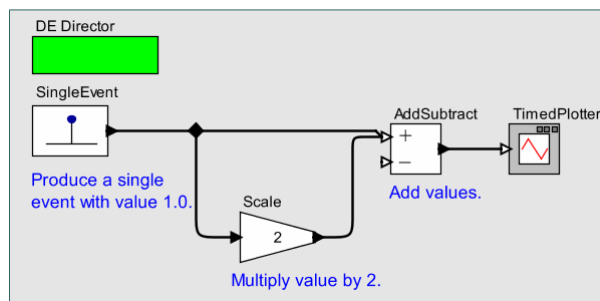 DE Director
SingleEvent
AddSubtract
TimedPlotter
+
−
Produce a single
event with value 1.0.
Add values.
Scale
2
Multiply value by 2.